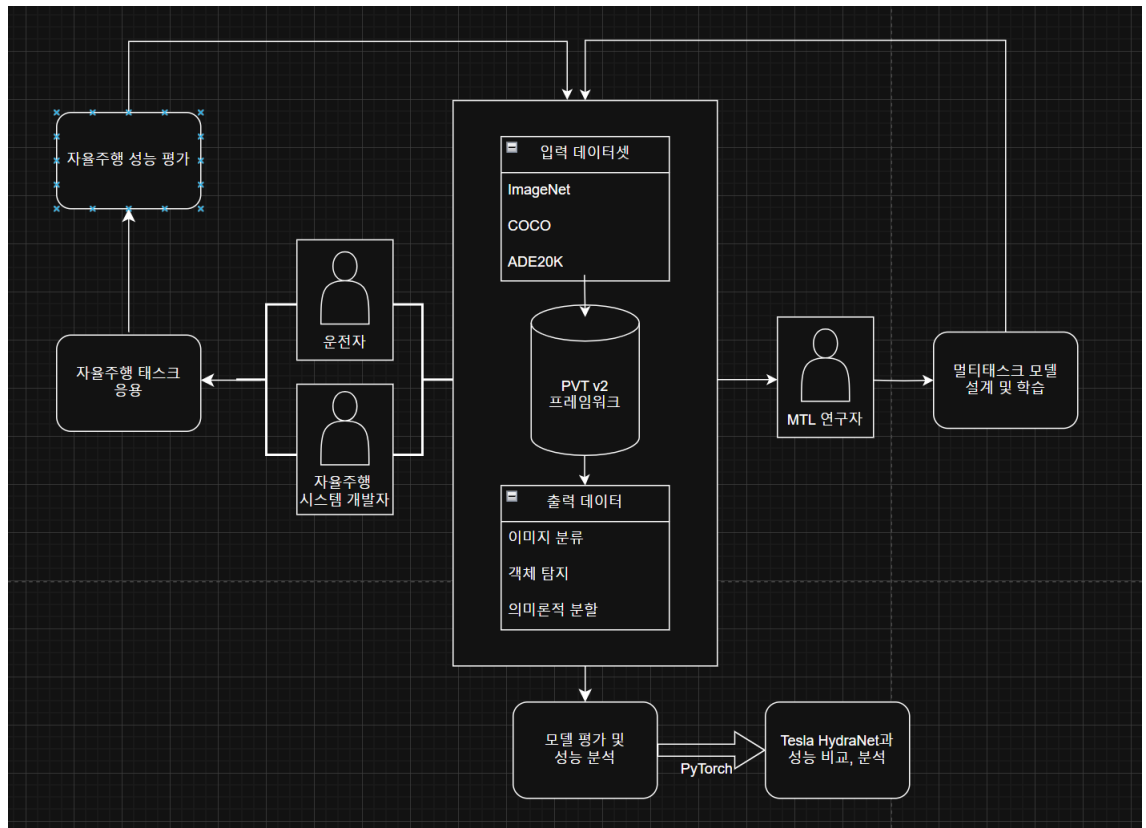 자율주행 성능 평가
입력 데이터셋
ImageNet
COCO
ADE20K
운전자
자율주행 태스크
응용
PVT v2
프레임워크
멀티태스크 모델
설계 및 학습
MTL 연구자
자율주행
시스템 개발자
출력 데이터
이미지 분류
객체 탐지
의미론적 분할
모델 평가 및
성능 분석
PyTorch
Tesla HydraNet과
성능 비교, 분석